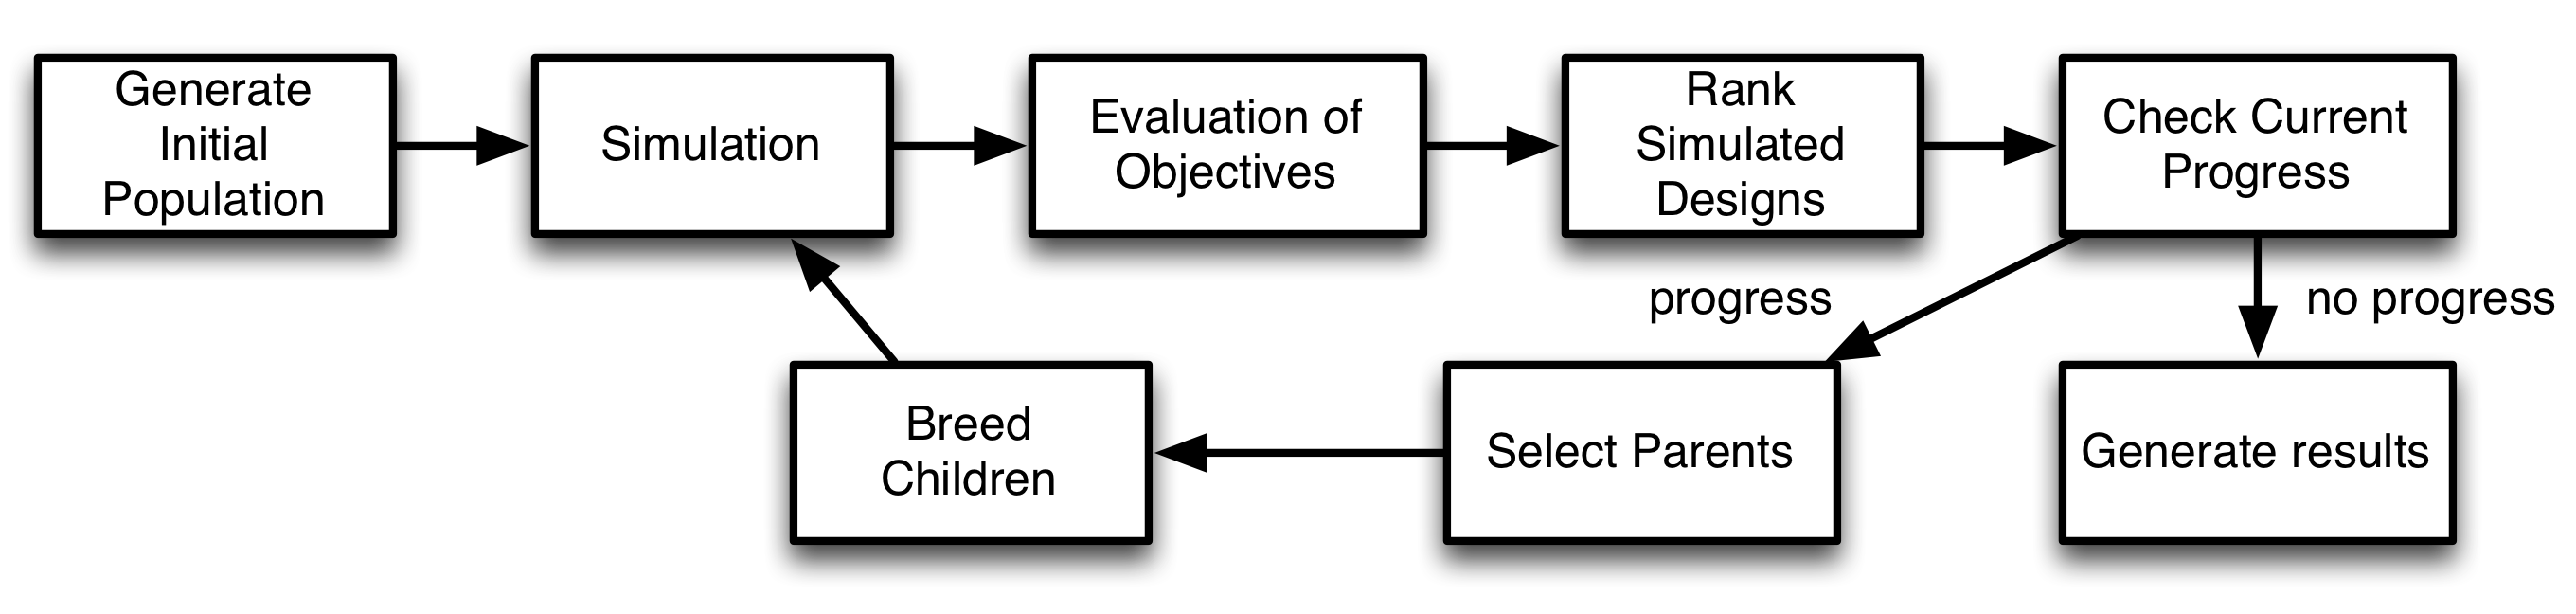 Generate
Initial
Population
Simulation
Evaluation of
Objectives
Rank
Simulated
Designs
Check Current
Progress
progress
no progress
Breed
Children
Select Parents
Generate results